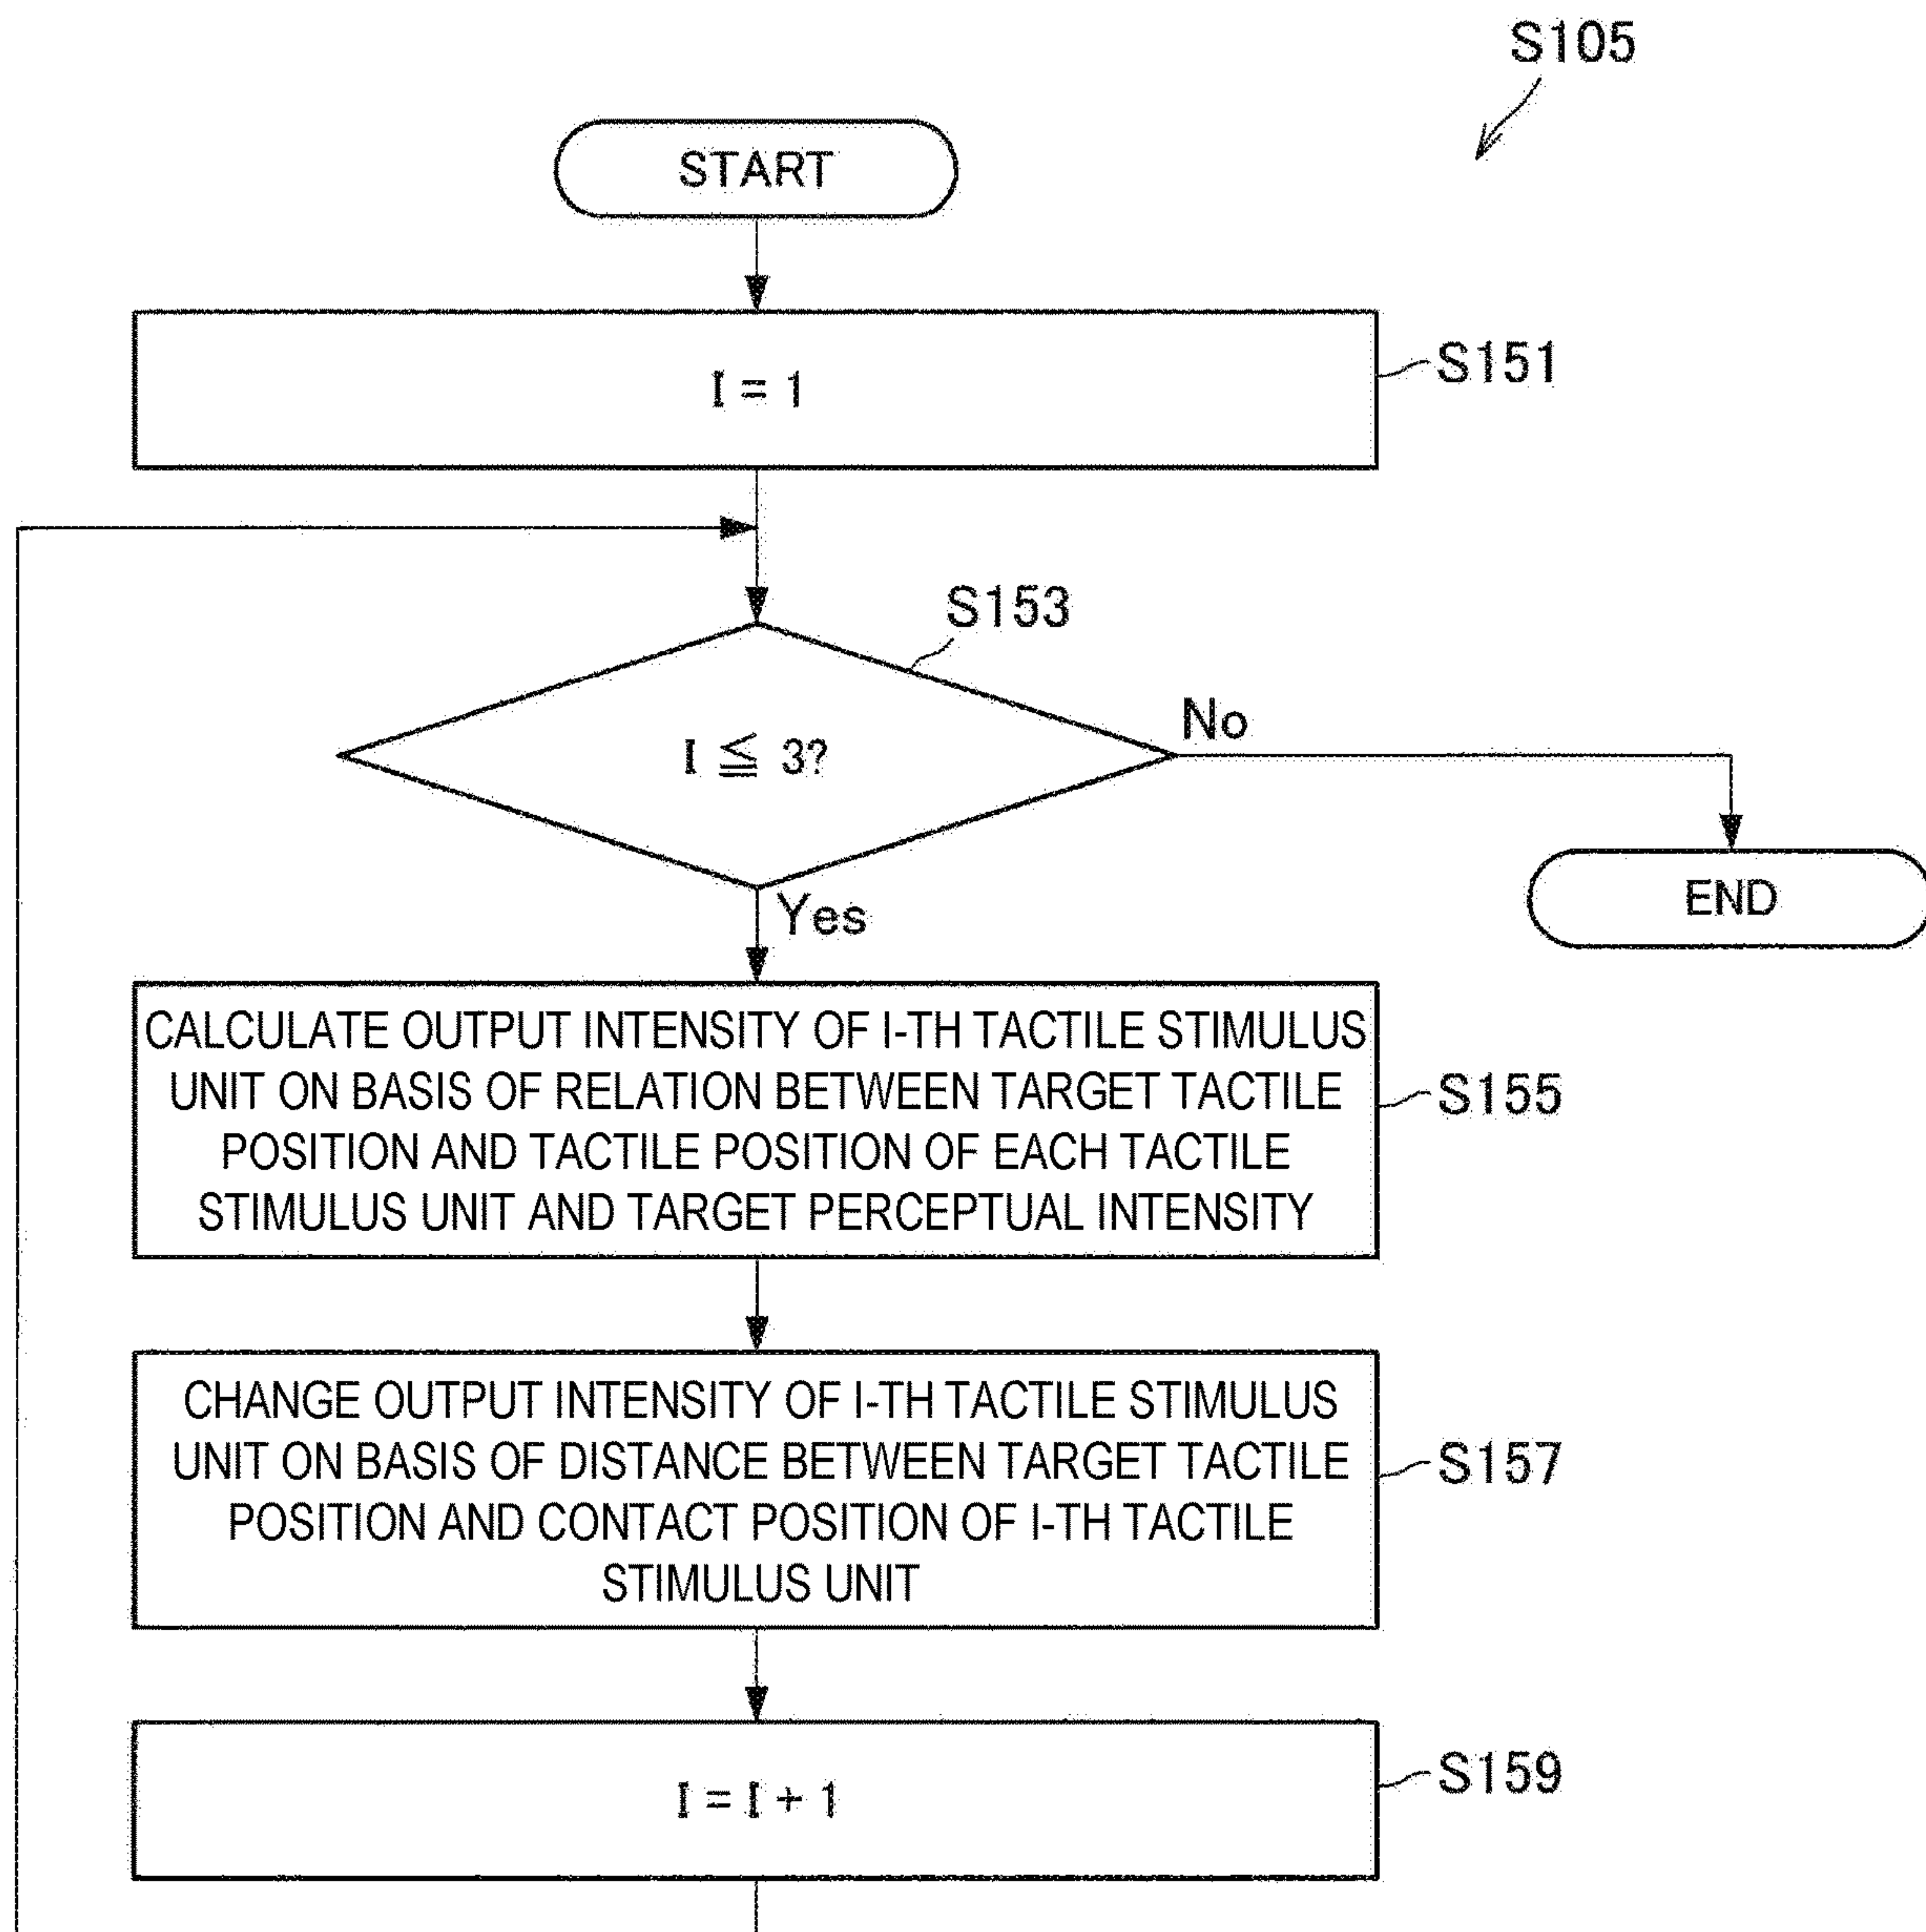 S105
START
I = 1
S151
S153
I ≦ 3?
No
END
Yes
CALCULATE OUTPUT INTENSITY OF I-TH TACTILE STIMULUS
UNIT ON BASIS OF RELATION BETWEEN TARGET TACTILE
POSITION AND TACTILE POSITION OF EACH TACTILE
STIMULUS UNIT AND TARGET PERCEPTUAL INTENSITY
S155
CHANGE OUTPUT INTENSITY OF I-TH TACTILE STIMULUS
UNIT ON BASIS OF DISTANCE BETWEEN TARGET TACTILE
POSITION AND CONTACT POSITION OF I-TH TACTILE
STIMULUS UNIT
S157
I = I + 1
S159